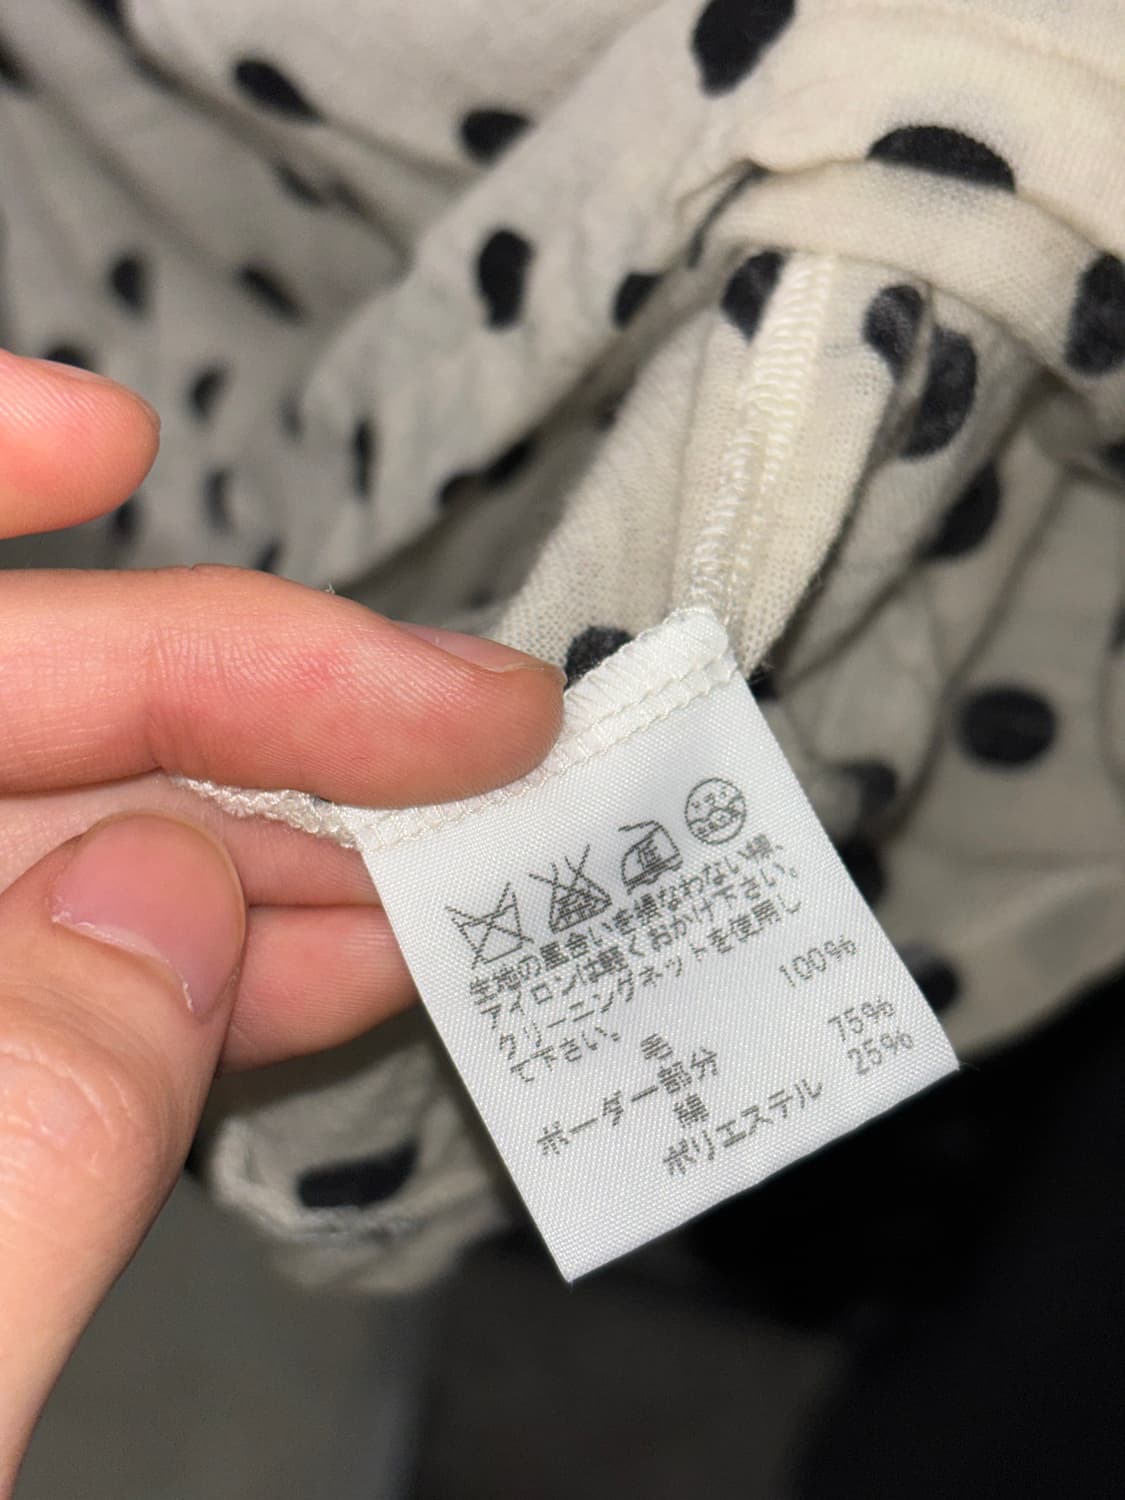 生地の風合いを損なわない様、
アイロンは軽くおかけ下さい。
クリーニングネットを使用し
て下さい。
毛 100%
ボーダー部分
綿 75%
ポリエステル 25%